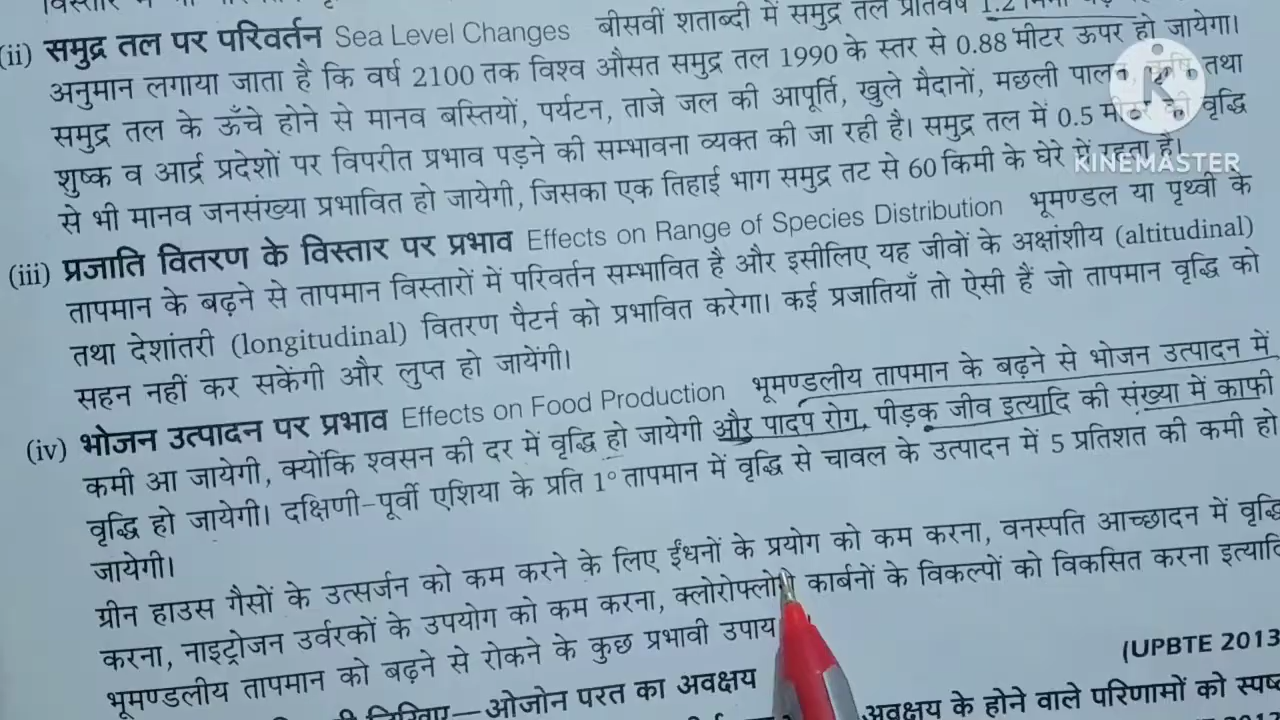 (ii) समुद्र तल पर परिवर्तन Sea Level Changes बीसवीं शताब्दी में समुद्र तल प्रतिवर्ष 1.2
अनुमान लगाया जाता है कि वर्ष 2100 तक विश्व औसत समुद्र तल 1990 के स्तर से 0.88 मीटर ऊपर हो जायेगा।
समुद्र तल के ऊँचे होने से मानव बस्तियों, पर्यटन, ताजे जल की आपूर्ति, खुले मैदानों, मछली पालन, तथा
शुष्क व आर्द्र प्रदेशों पर विपरीत प्रभाव पड़ने की सम्भावना व्यक्त की जा रही है। समुद्र तल में 0.5 मीटर की वृद्धि
से भी मानव जनसंख्या प्रभावित हो जायेगी, जिसका एक तिहाई भाग समुद्र तट से 60 किमी के घेरे में रहता है।
KINEMASTER
(iii) प्रजाति वितरण के विस्तार पर प्रभाव Effects on Range of Species Distribution भूमण्डल या पृथ्वी के
तापमान के बढ़ने से तापमान विस्तारों में परिवर्तन सम्भावित है और इसीलिए यह जीवों के अक्षांशीय (altitudinal)
तथा देशांतरी (longitudinal) वितरण पैटर्न को प्रभावित करेगा। कई प्रजातियाँ तो ऐसी हैं जो तापमान वृद्धि को
सहन नहीं कर सकेंगी और लुप्त हो जायेंगी।
(iv) भोजन उत्पादन पर प्रभाव Effects on Food Production भूमण्डलीय तापमान के बढ़ने से भोजन उत्पादन में
कमी आ जायेगी, क्योंकि श्वसन की दर में वृद्धि हो जायेगी और पादप रोग, पीड़क जीव इत्यादि की संख्या में काफी
वृद्धि हो जायेगी। दक्षिणी-पूर्वी एशिया के प्रति 1° तापमान में वृद्धि से चावल के उत्पादन में 5 प्रतिशत की कमी हो
जायेगी।
ग्रीन हाउस गैसों के उत्सर्जन को कम करने के लिए ईंधनों के प्रयोग को कम करना, वनस्पति आच्छादन में वृद्धि
करना, नाइट्रोजन उर्वरकों के उपयोग को कम करना, क्लोरोफ्लोरो कार्बनों के विकल्पों को विकसित करना इत्यादि
भूमण्डलीय तापमान को बढ़ने से रोकने के कुछ प्रभावी उपाय
(UPBTE 2013
लिखिए—ओजोन परत का अवक्षय
अवक्षय के होने वाले परिणामों को स्पष्ट